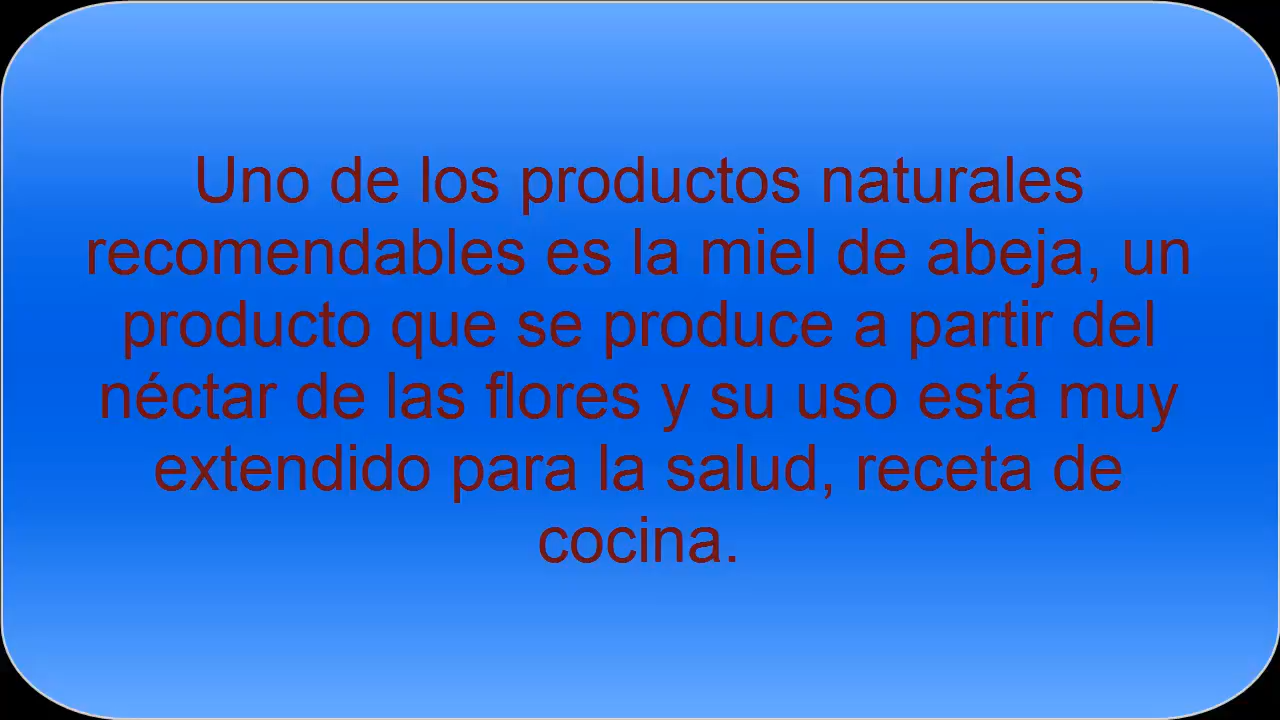 Uno de los productos naturales
recomendables es la miel de abeja, un
producto que se produce a partir del
néctar de las flores y su uso está muy
extendido para la salud, receta de
cocina.